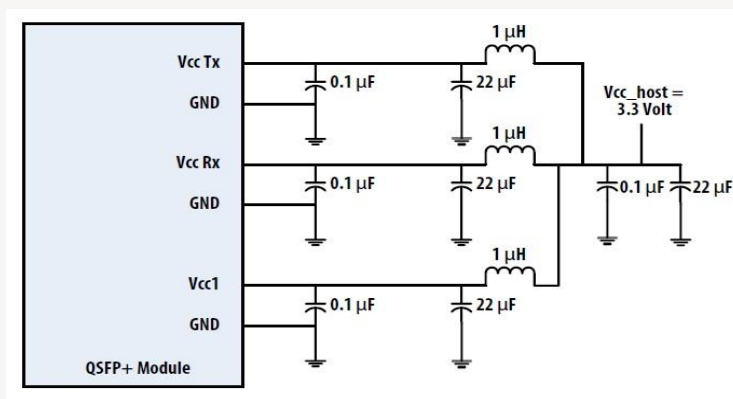 1 µH
Vcc Tx
0.1 µF
22 µF
GND
Vcc_host =
3.3 Volt
1 µH
Vcc Rx
0.1 µF
22 µF
0.1 µF
22 µF
GND
1 µH
Vcc1
0.1 µF
22 µF
GND
QSFP+ Module